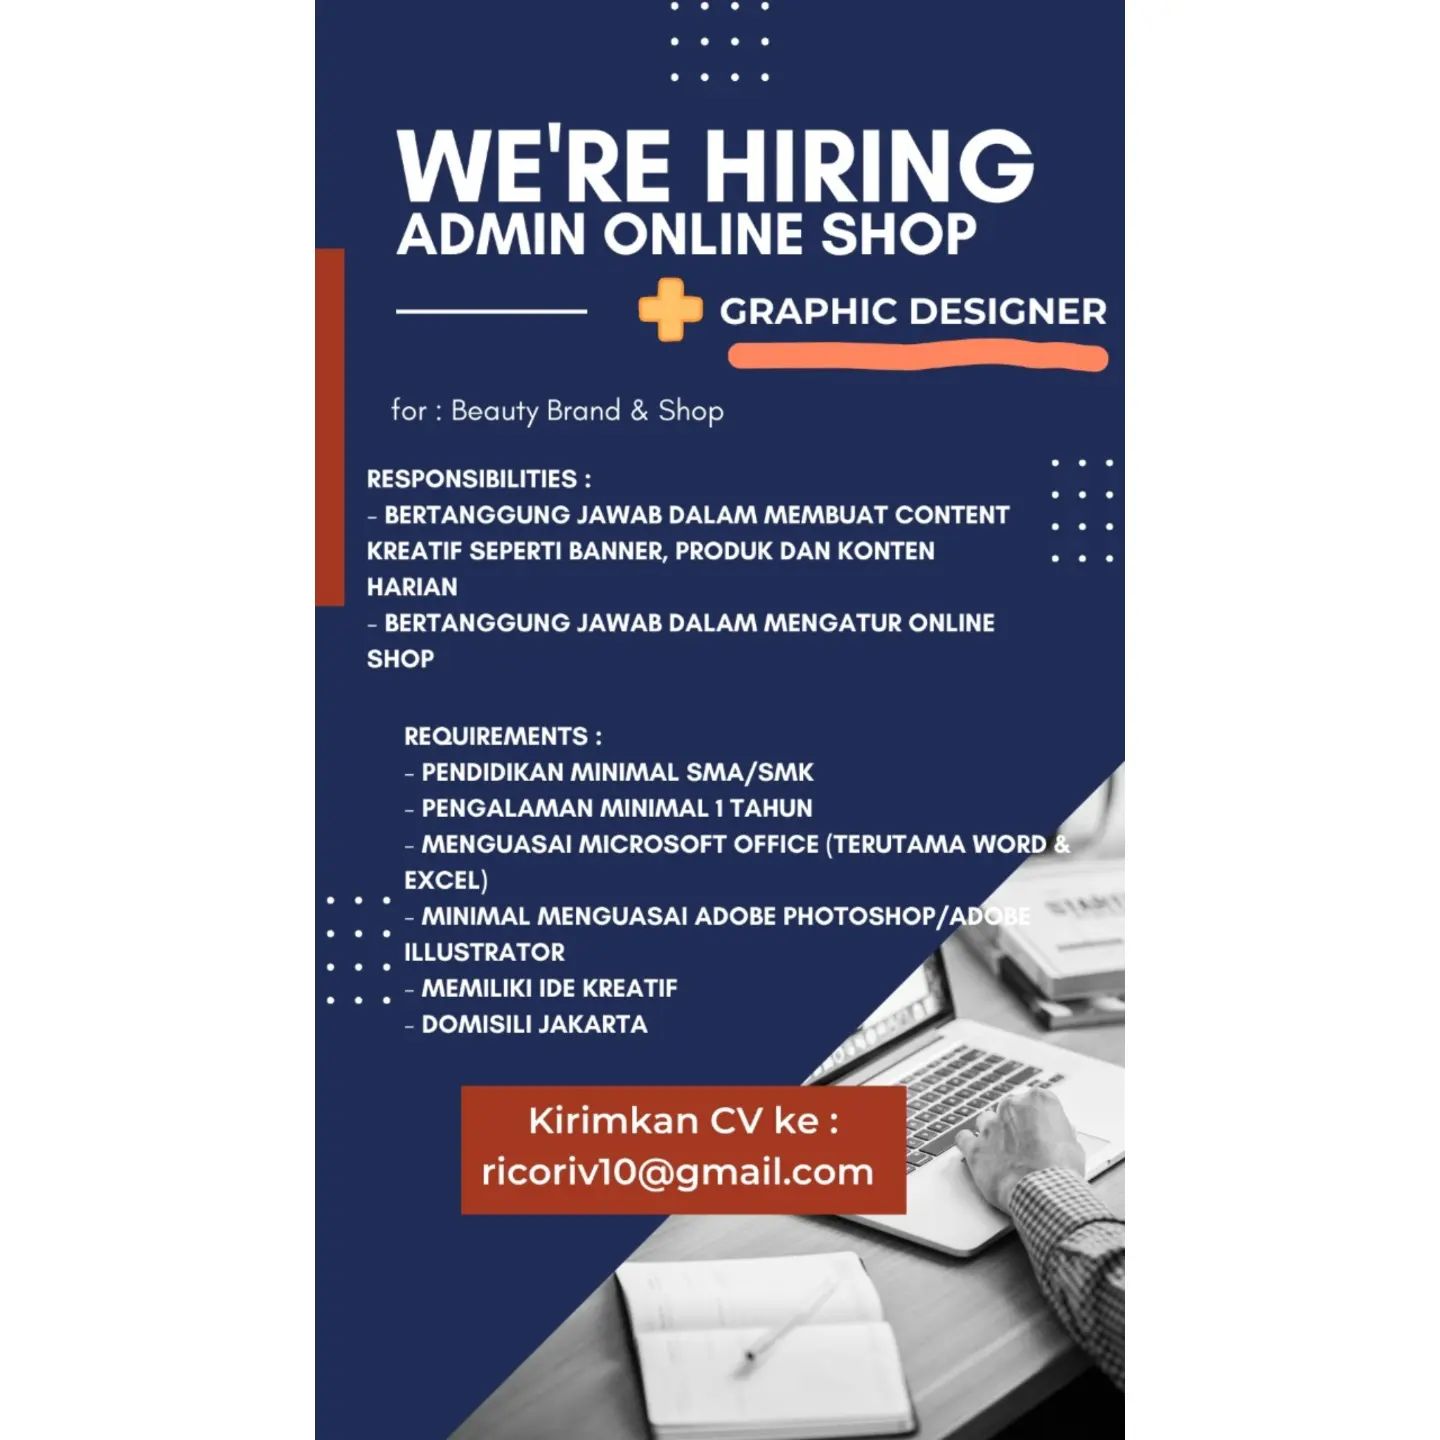 WE'RE HIRING
ADMIN ONLINE SHOP
GRAPHIC DESIGNER
for : Beauty Brand & Shop
RESPONSIBILITIES :
- BERTANGGUNG JAWAB DALAM MEMBUAT CONTENT
KREATIF SEPERTI BANNER, PRODUK DAN KONTEN
HARIAN
- BERTANGGUNG JAWAB DALAM MENGATUR ONLINE
SHOP
REQUIREMENTS :
- PENDIDIKAN MINIMAL SMA/SMK
- PENGALAMAN MINIMAL 1 TAHUN
- MENGUASAI MICROSOFT OFFICE (TERUTAMA WORD &
EXCEL)
- MINIMAL MENGUASAI ADOBE PHOTOSHOP/ADOBE
ILLUSTRATOR
- MEMILIKI IDE KREATIF
- DOMISILI JAKARTA
Kirimkan CV ke :
ricoriv10@gmail.com